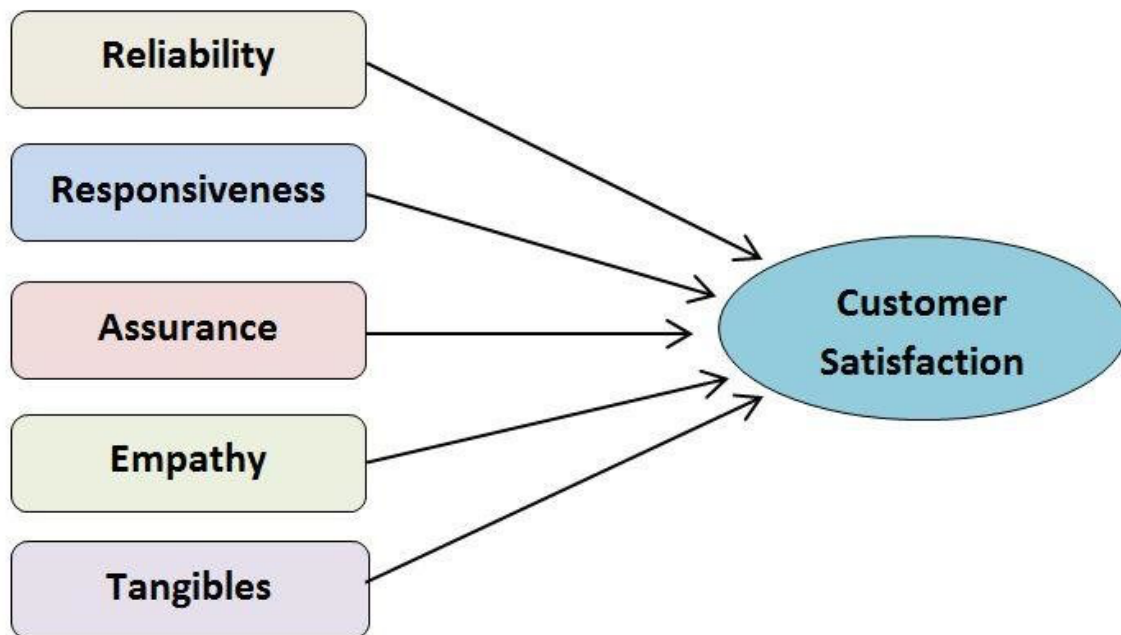 Reliability
Responsiveness
Assurance
Empathy
Tangibles
Customer
Satisfaction